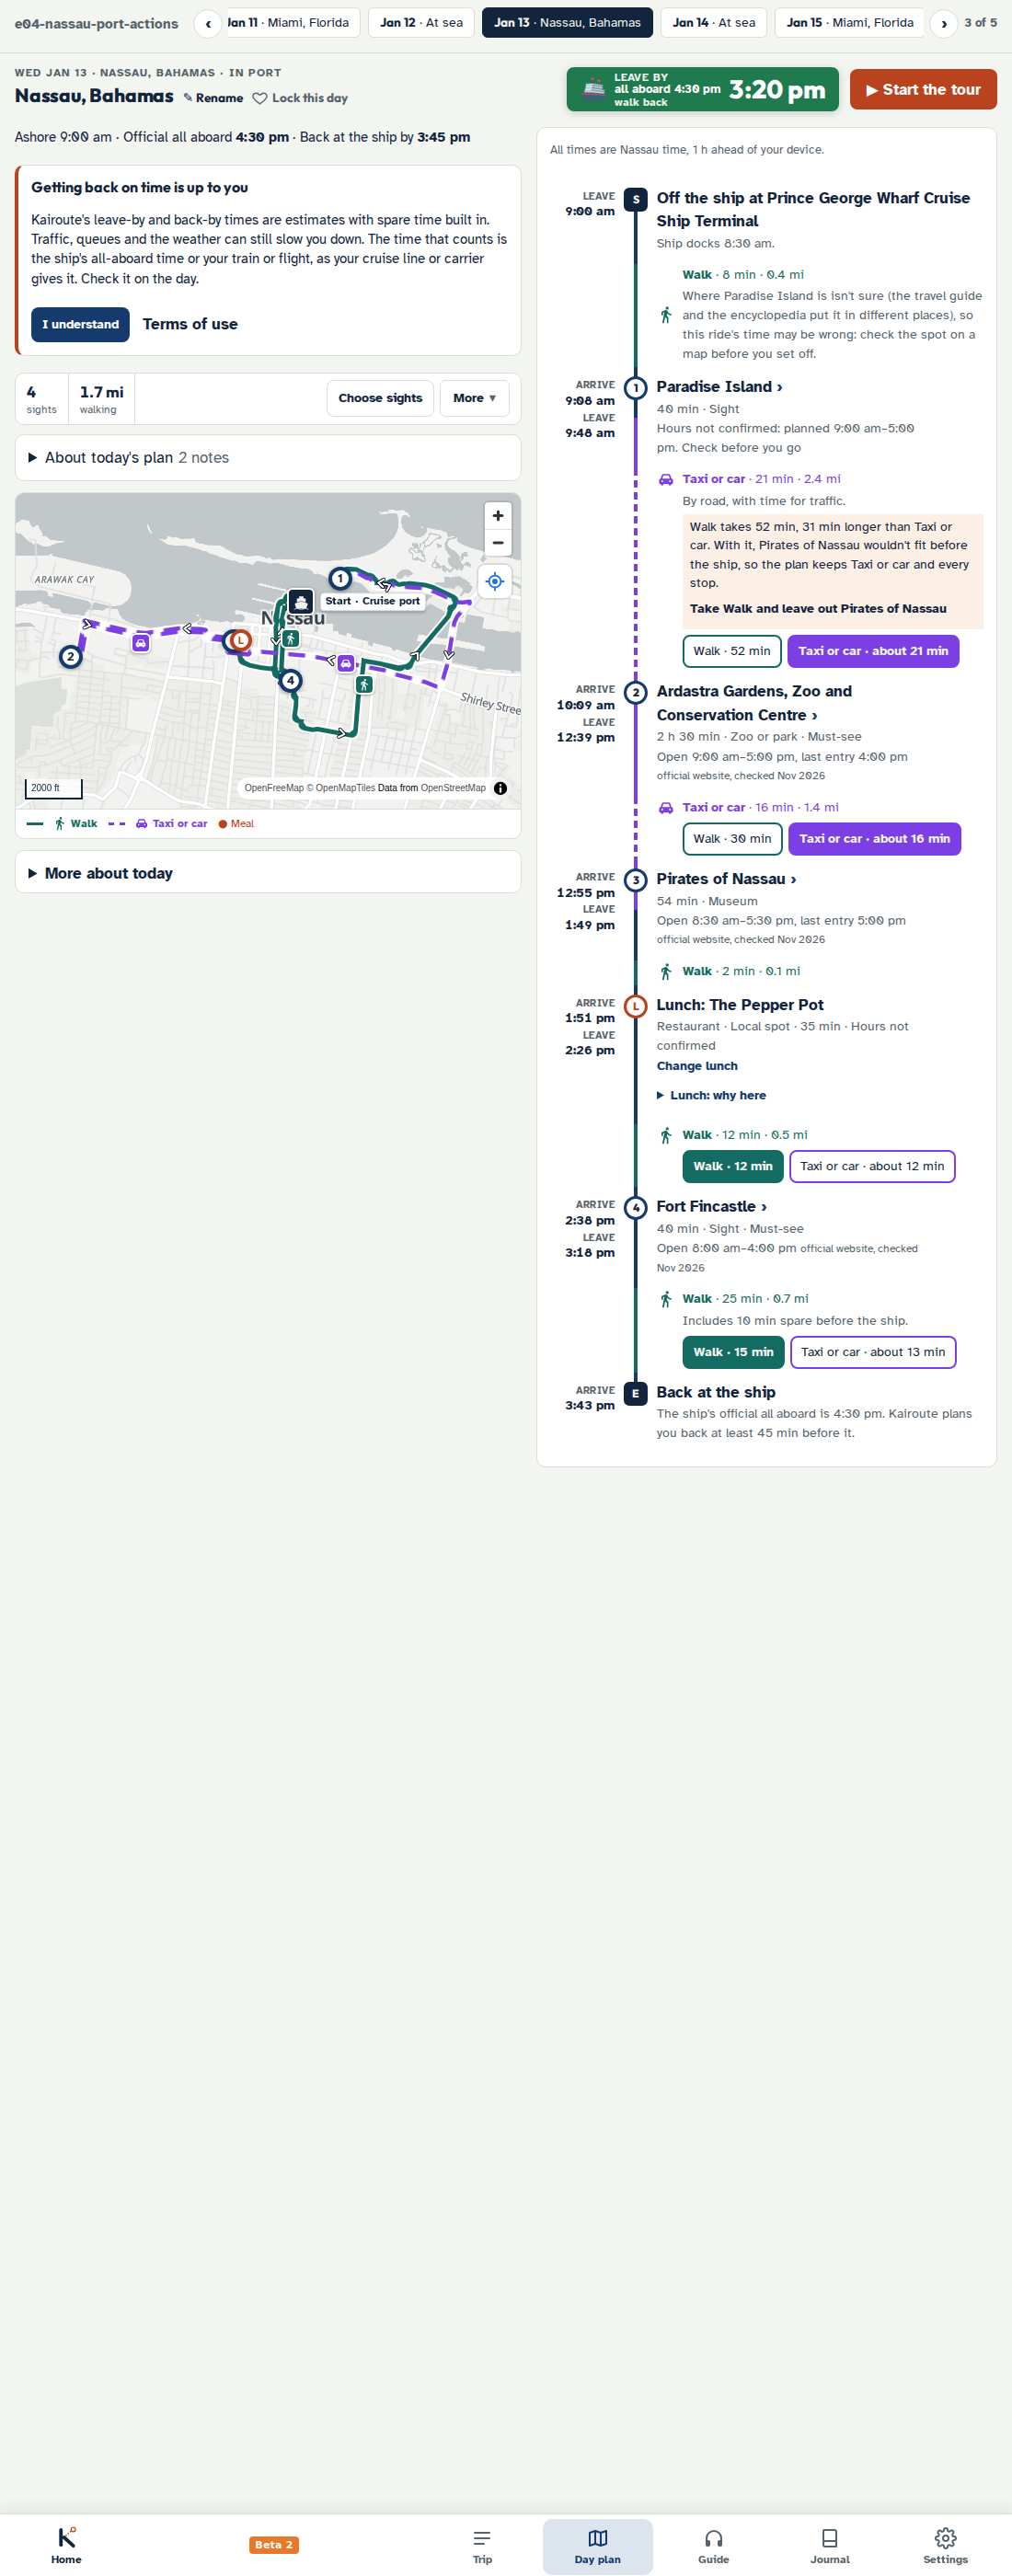 e04-nassau-port-actions
‹
Jan 11 · Miami, Florida
Jan 12 · At sea
Jan 13 · Nassau, Bahamas
Jan 14 · At sea
Jan 15 · Miami, Florida
›
3 of 5
WED JAN 13 · NASSAU, BAHAMAS · IN PORT
Nassau, Bahamas
✎ Rename
Lock this day
LEAVE BY
all aboard 4:30 pm
walk back
3:20 pm
▶ Start the tour
Ashore 9:00 am · Official all aboard 4:30 pm · Back at the ship by 3:45 pm
Getting back on time is up to you
Kairoute's leave-by and back-by times are estimates with spare time built in.
Traffic, queues and the weather can still slow you down. The time that counts is
the ship's all-aboard time or your train or flight, as your cruise line or carrier
gives it. Check it on the day.
I understand
Terms of use
4
sights
1.7 mi
walking
Choose sights
More ▼
▶ About today's plan 2 notes
ARAWAK CAY
Nassau
Start · Cruise port
Shirley Stree
1
2
L
4
+
−
2000 ft
OpenFreeMap © OpenMapTiles Data from OpenStreetMap
Walk
Taxi or car
Meal
▶ More about today
All times are Nassau time, 1 h ahead of your device.
LEAVE
9:00 am
S
Off the ship at Prince George Wharf Cruise
Ship Terminal
Ship docks 8:30 am.
Walk · 8 min · 0.4 mi
Where Paradise Island is isn't sure (the travel guide
and the encyclopedia put it in different places), so
this ride's time may be wrong: check the spot on a
map before you set off.
ARRIVE
9:08 am
LEAVE
9:48 am
1
Paradise Island ›
40 min · Sight
Hours not confirmed: planned 9:00 am–5:00
pm. Check before you go
Taxi or car · 21 min · 2.4 mi
By road, with time for traffic.
Walk takes 52 min, 31 min longer than Taxi or
car. With it, Pirates of Nassau wouldn't fit before
the ship, so the plan keeps Taxi or car and every
stop.
Take Walk and leave out Pirates of Nassau
Walk · 52 min
Taxi or car · about 21 min
ARRIVE
10:09 am
LEAVE
12:39 pm
2
Ardastra Gardens, Zoo and
Conservation Centre ›
2 h 30 min · Zoo or park · Must-see
Open 9:00 am–5:00 pm, last entry 4:00 pm
official website, checked Nov 2026
Taxi or car · 16 min · 1.4 mi
Walk · 30 min
Taxi or car · about 16 min
ARRIVE
12:55 pm
LEAVE
1:49 pm
3
Pirates of Nassau ›
54 min · Museum
Open 8:30 am–5:30 pm, last entry 5:00 pm
official website, checked Nov 2026
Walk · 2 min · 0.1 mi
ARRIVE
1:51 pm
LEAVE
2:26 pm
L
Lunch: The Pepper Pot
Restaurant · Local spot · 35 min · Hours not
confirmed
Change lunch
▶ Lunch: why here
Walk · 12 min · 0.5 mi
Walk · 12 min
Taxi or car · about 12 min
ARRIVE
2:38 pm
LEAVE
3:18 pm
4
Fort Fincastle ›
40 min · Sight · Must-see
Open 8:00 am–4:00 pm official website, checked
Nov 2026
Walk · 25 min · 0.7 mi
Includes 10 min spare before the ship.
Walk · 15 min
Taxi or car · about 13 min
ARRIVE
3:43 pm
E
Back at the ship
The ship's official all aboard is 4:30 pm. Kairoute plans
you back at least 45 min before it.
Home
Beta 2
Trip
Day plan
Guide
Journal
Settings